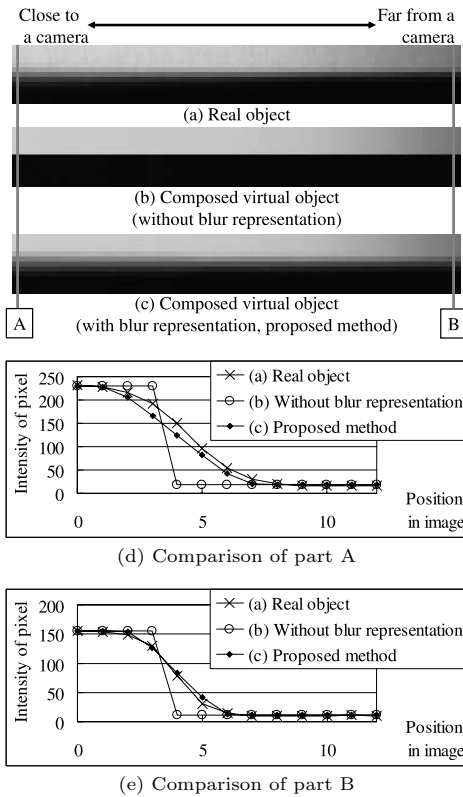 Close to
a camera
Far from a
camera
(a) Real object
(b) Composed virtual object
(without blur representation)
(c) Composed virtual object
(with blur representation, proposed method)
A
B
Intensity of pixel
250
200
150
100
50
0
0
5
10
(a) Real object
(b) Without blur representation
(c) Proposed method
Position
in image
(d) Comparison of part A
Intensity of pixel
200
150
100
50
0
0
5
10
(a) Real object
(b) Without blur representation
(c) Proposed method
Position
in image
(e) Comparison of part B